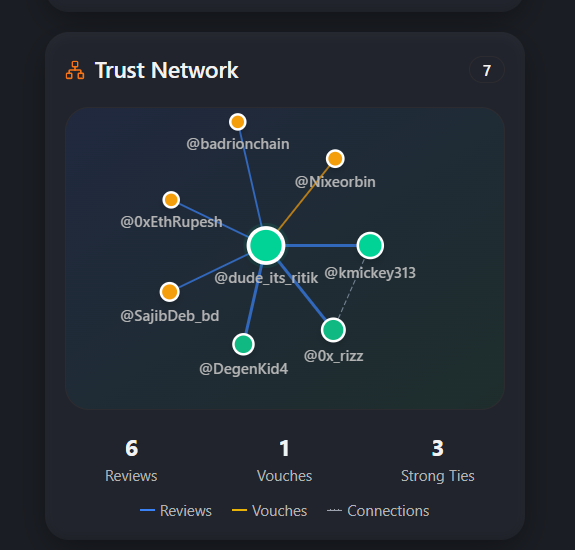 Trust Network
7
@badrionchain
@Nixeorbin
@0xEthRupesh
@kmickey313
@dude_its_ritik
@SajibDeb_bd
@0x_rizz
@DegenKid4
6
1
3
Reviews
Vouches
Strong Ties
Reviews
Vouches
Connections